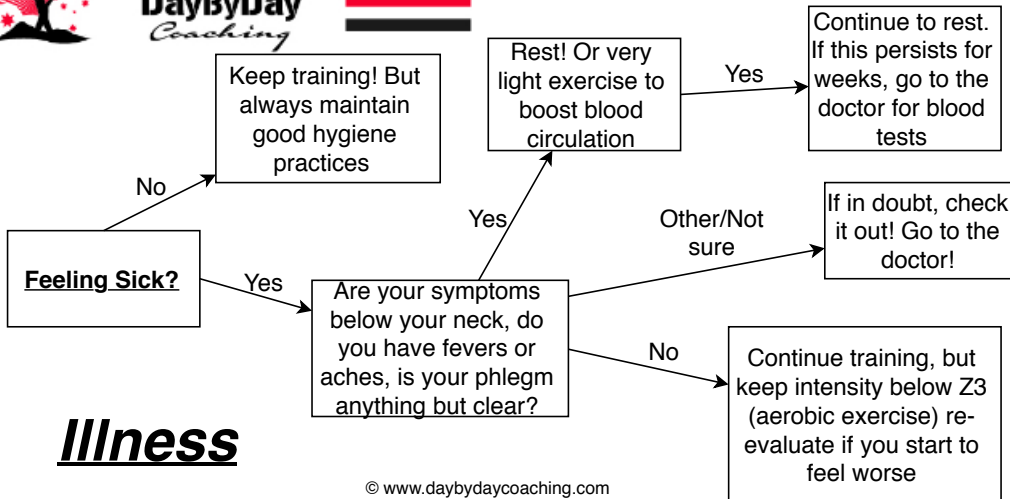 DayByDay
Coaching
Keep training! But
always maintain
good hygiene
practices
Rest! Or very
light exercise to
boost blood
circulation
Yes
Continue to rest.
If this persists for
weeks, go to the
doctor for blood
tests
No
Feeling Sick?
Yes
Are your symptoms
below your neck, do
you have fevers or
aches, is your phlegm
anything but clear?
Yes
Other/Not
sure
If in doubt, check
it out! Go to the
doctor!
No
Continue training, but
keep intensity below Z3
(aerobic exercise) re-
evaluate if you start to
feel worse
Illness
© www.daybydaycoaching.com